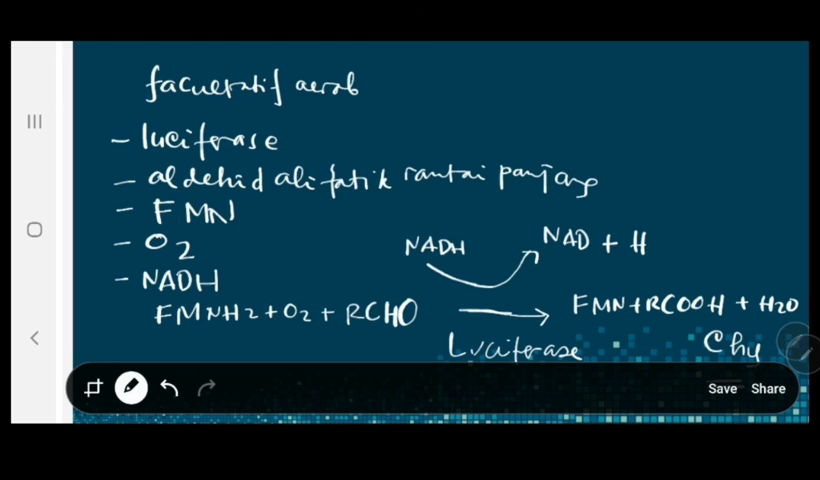 facultatif aerob
- luciferase
- aldehid alifatik rantai panjang
- FMN
- O2
- NADH
NADH NAD + H
FMNH2 + O2 + RCHO FMN + RCOOH + H2O
Luciferase
Save Share